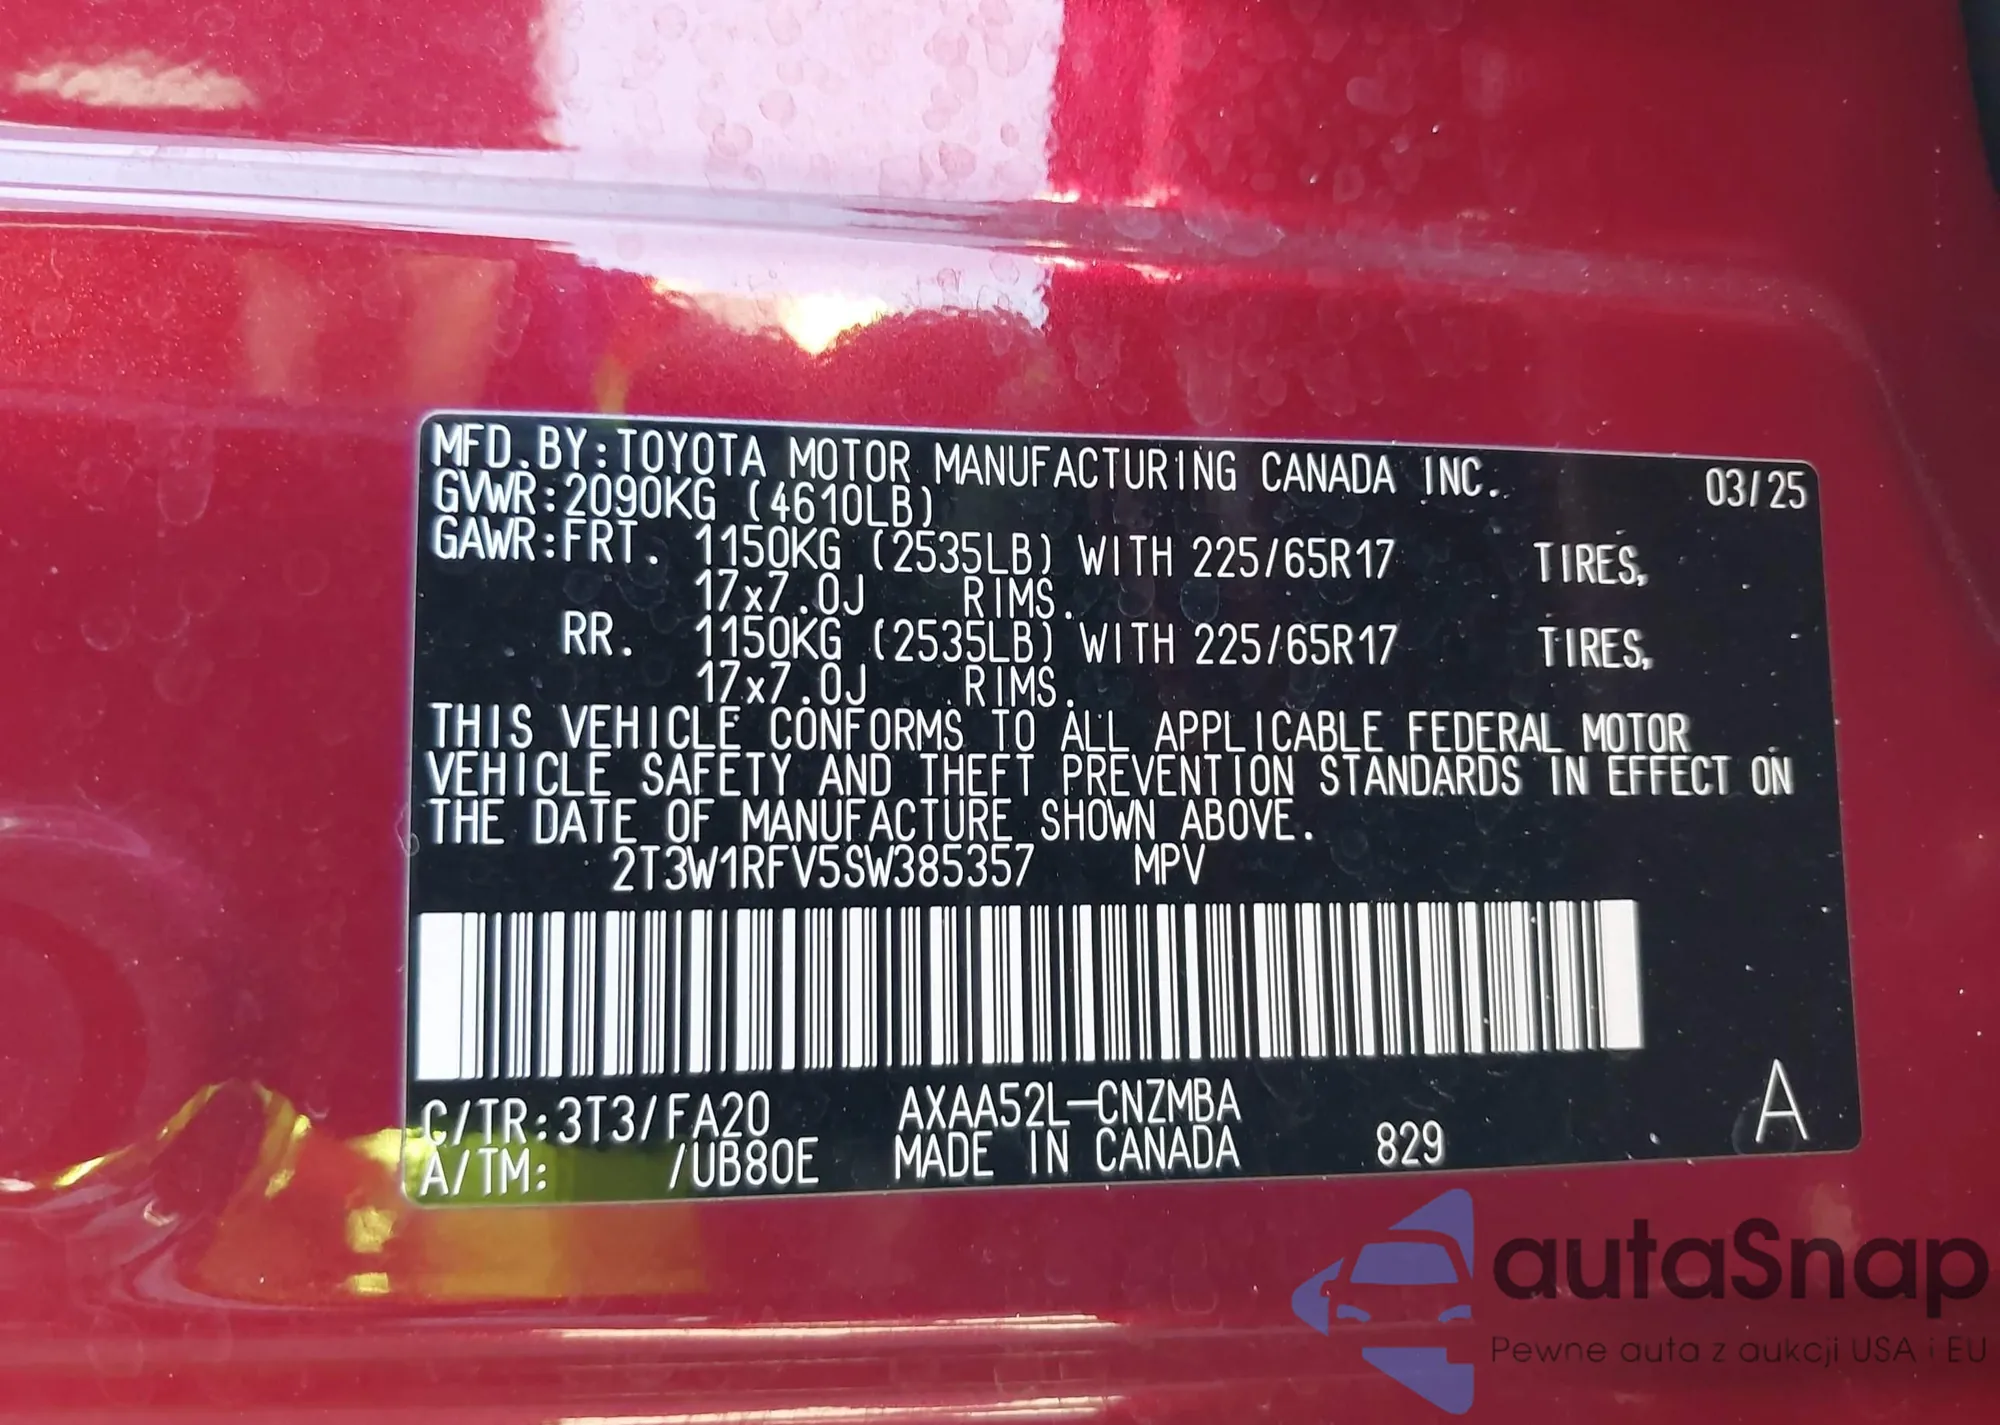 MFD.BY:TOYOTA MOTOR MANUFACTURING CANADA INC. 03/25
GVWR:2090KG (4610LB)
GAWR:FRT. 1150KG (2535LB) WITH 225/65R17 TIRES,
17x7.0J RIMS.
RR. 1150KG (2535LB) WITH 225/65R17 TIRES,
17x7.0J RIMS.
THIS VEHICLE CONFORMS TO ALL APPLICABLE FEDERAL MOTOR
VEHICLE SAFETY AND THEFT PREVENTION STANDARDS IN EFFECT ON
THE DATE OF MANUFACTURE SHOWN ABOVE.
2T3W1RFV5SW385357 MPV
C/TR:3T3/FA20 AXAA52L-CNZMBA
A/TM: /UB80E MADE IN CANADA 829 A
autaSnap
Pewne auta z aukcji USA i EU